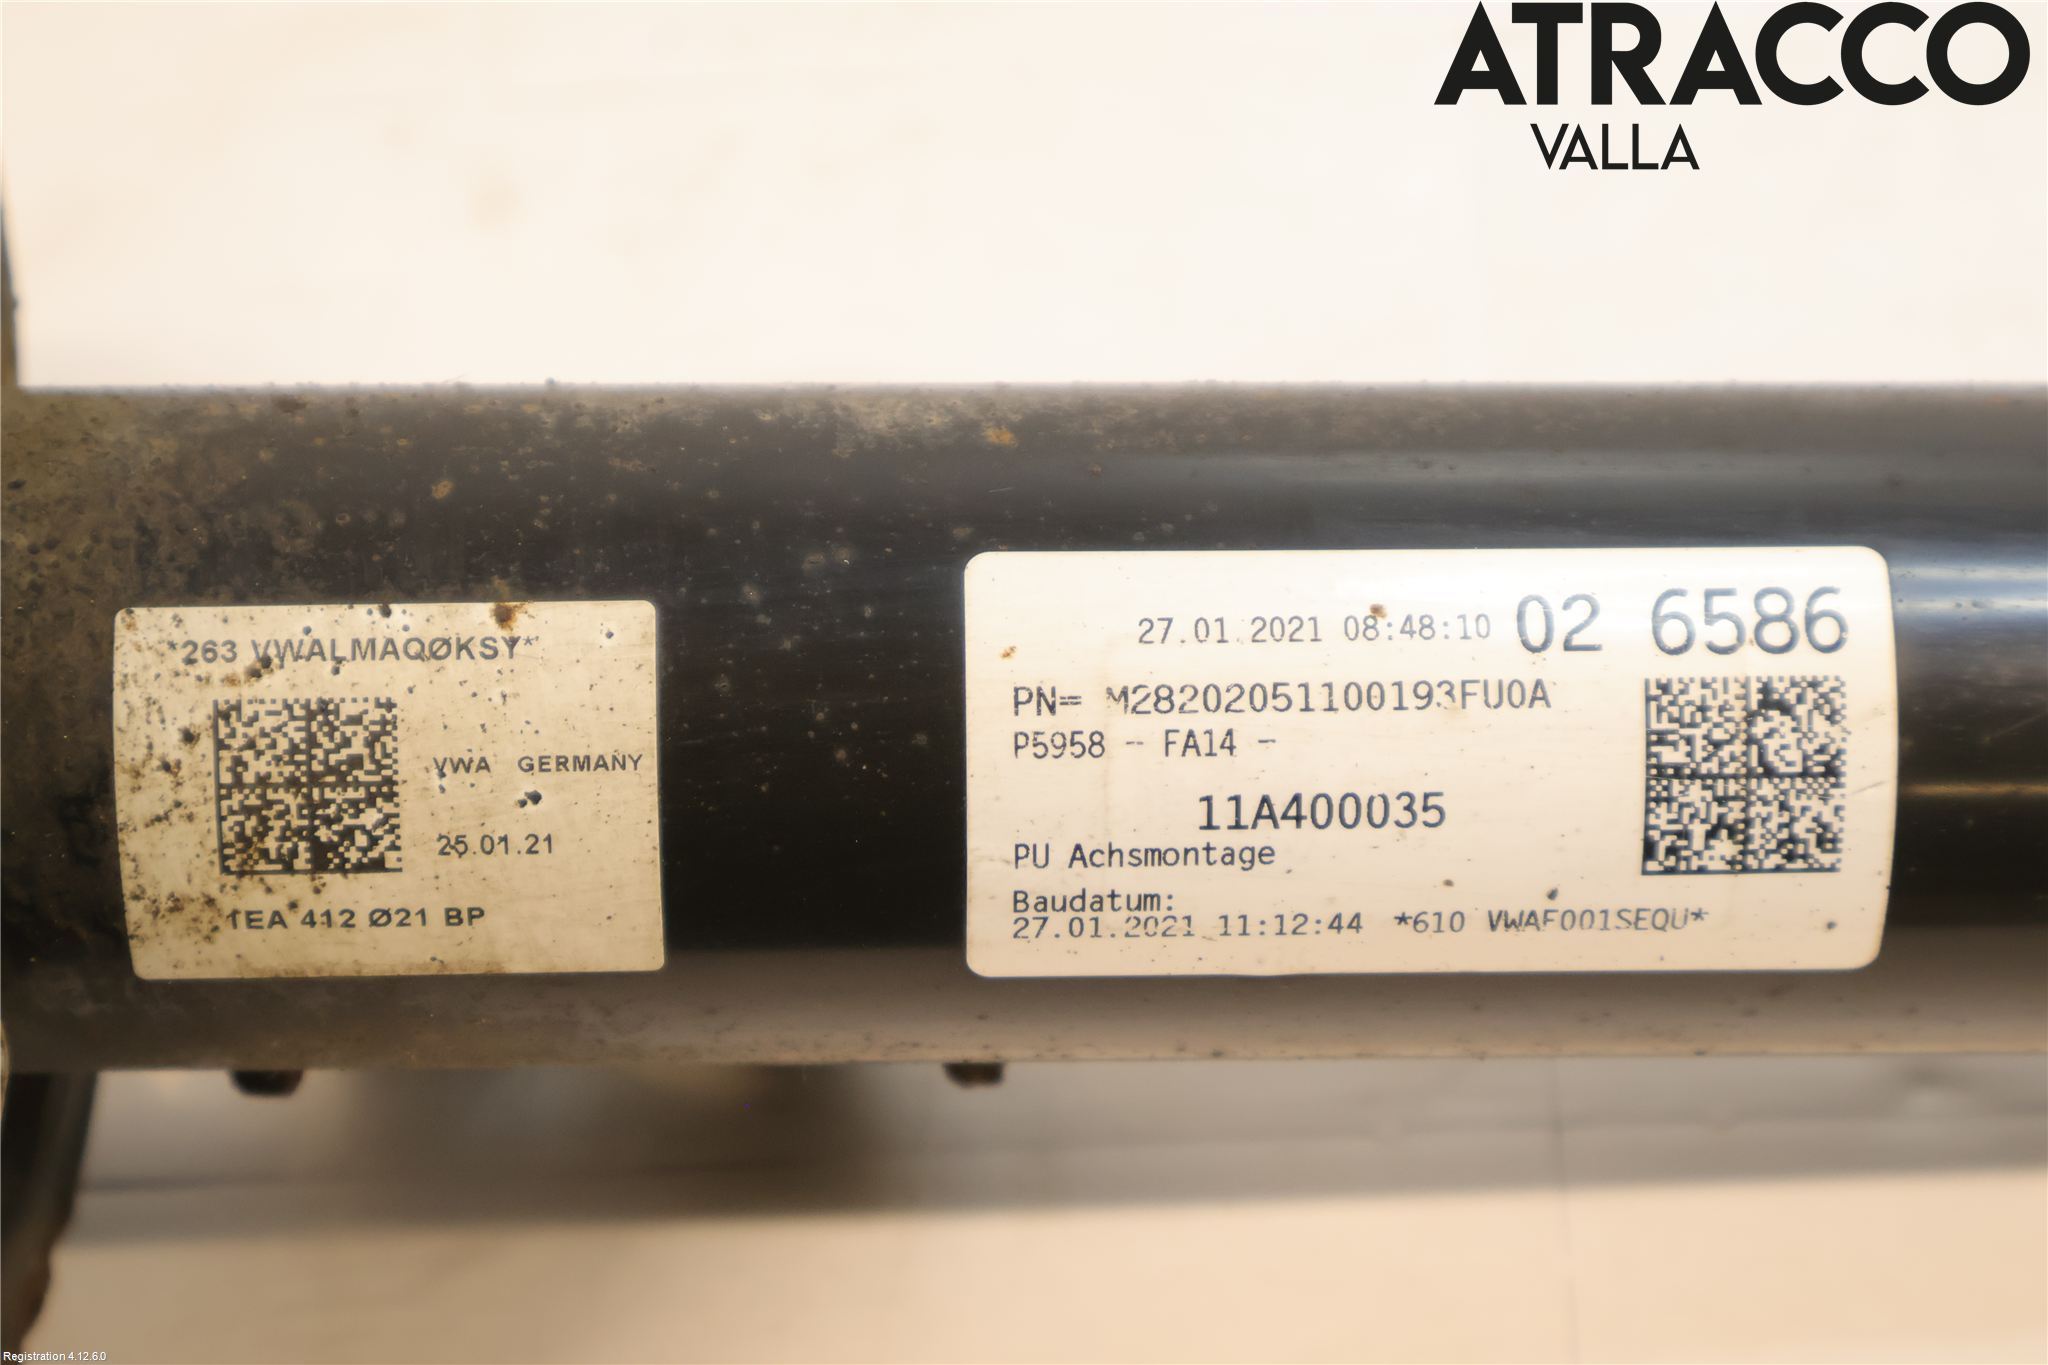 ATRACCO
VALLA
*263 VWALMAQØKSY*
VWA GERMANY
25.01.21
1EA 412 Ø21 BP
27.01.2021 08:48:10 02 6586
PN= M28202051100193FU0A
P5958 - FA14 -
11A400035
PU Achsmontage
Baudatum:
27.01.2021 11:12:44 *610 VWAF001SEQU*
Registration 4.12.6.0